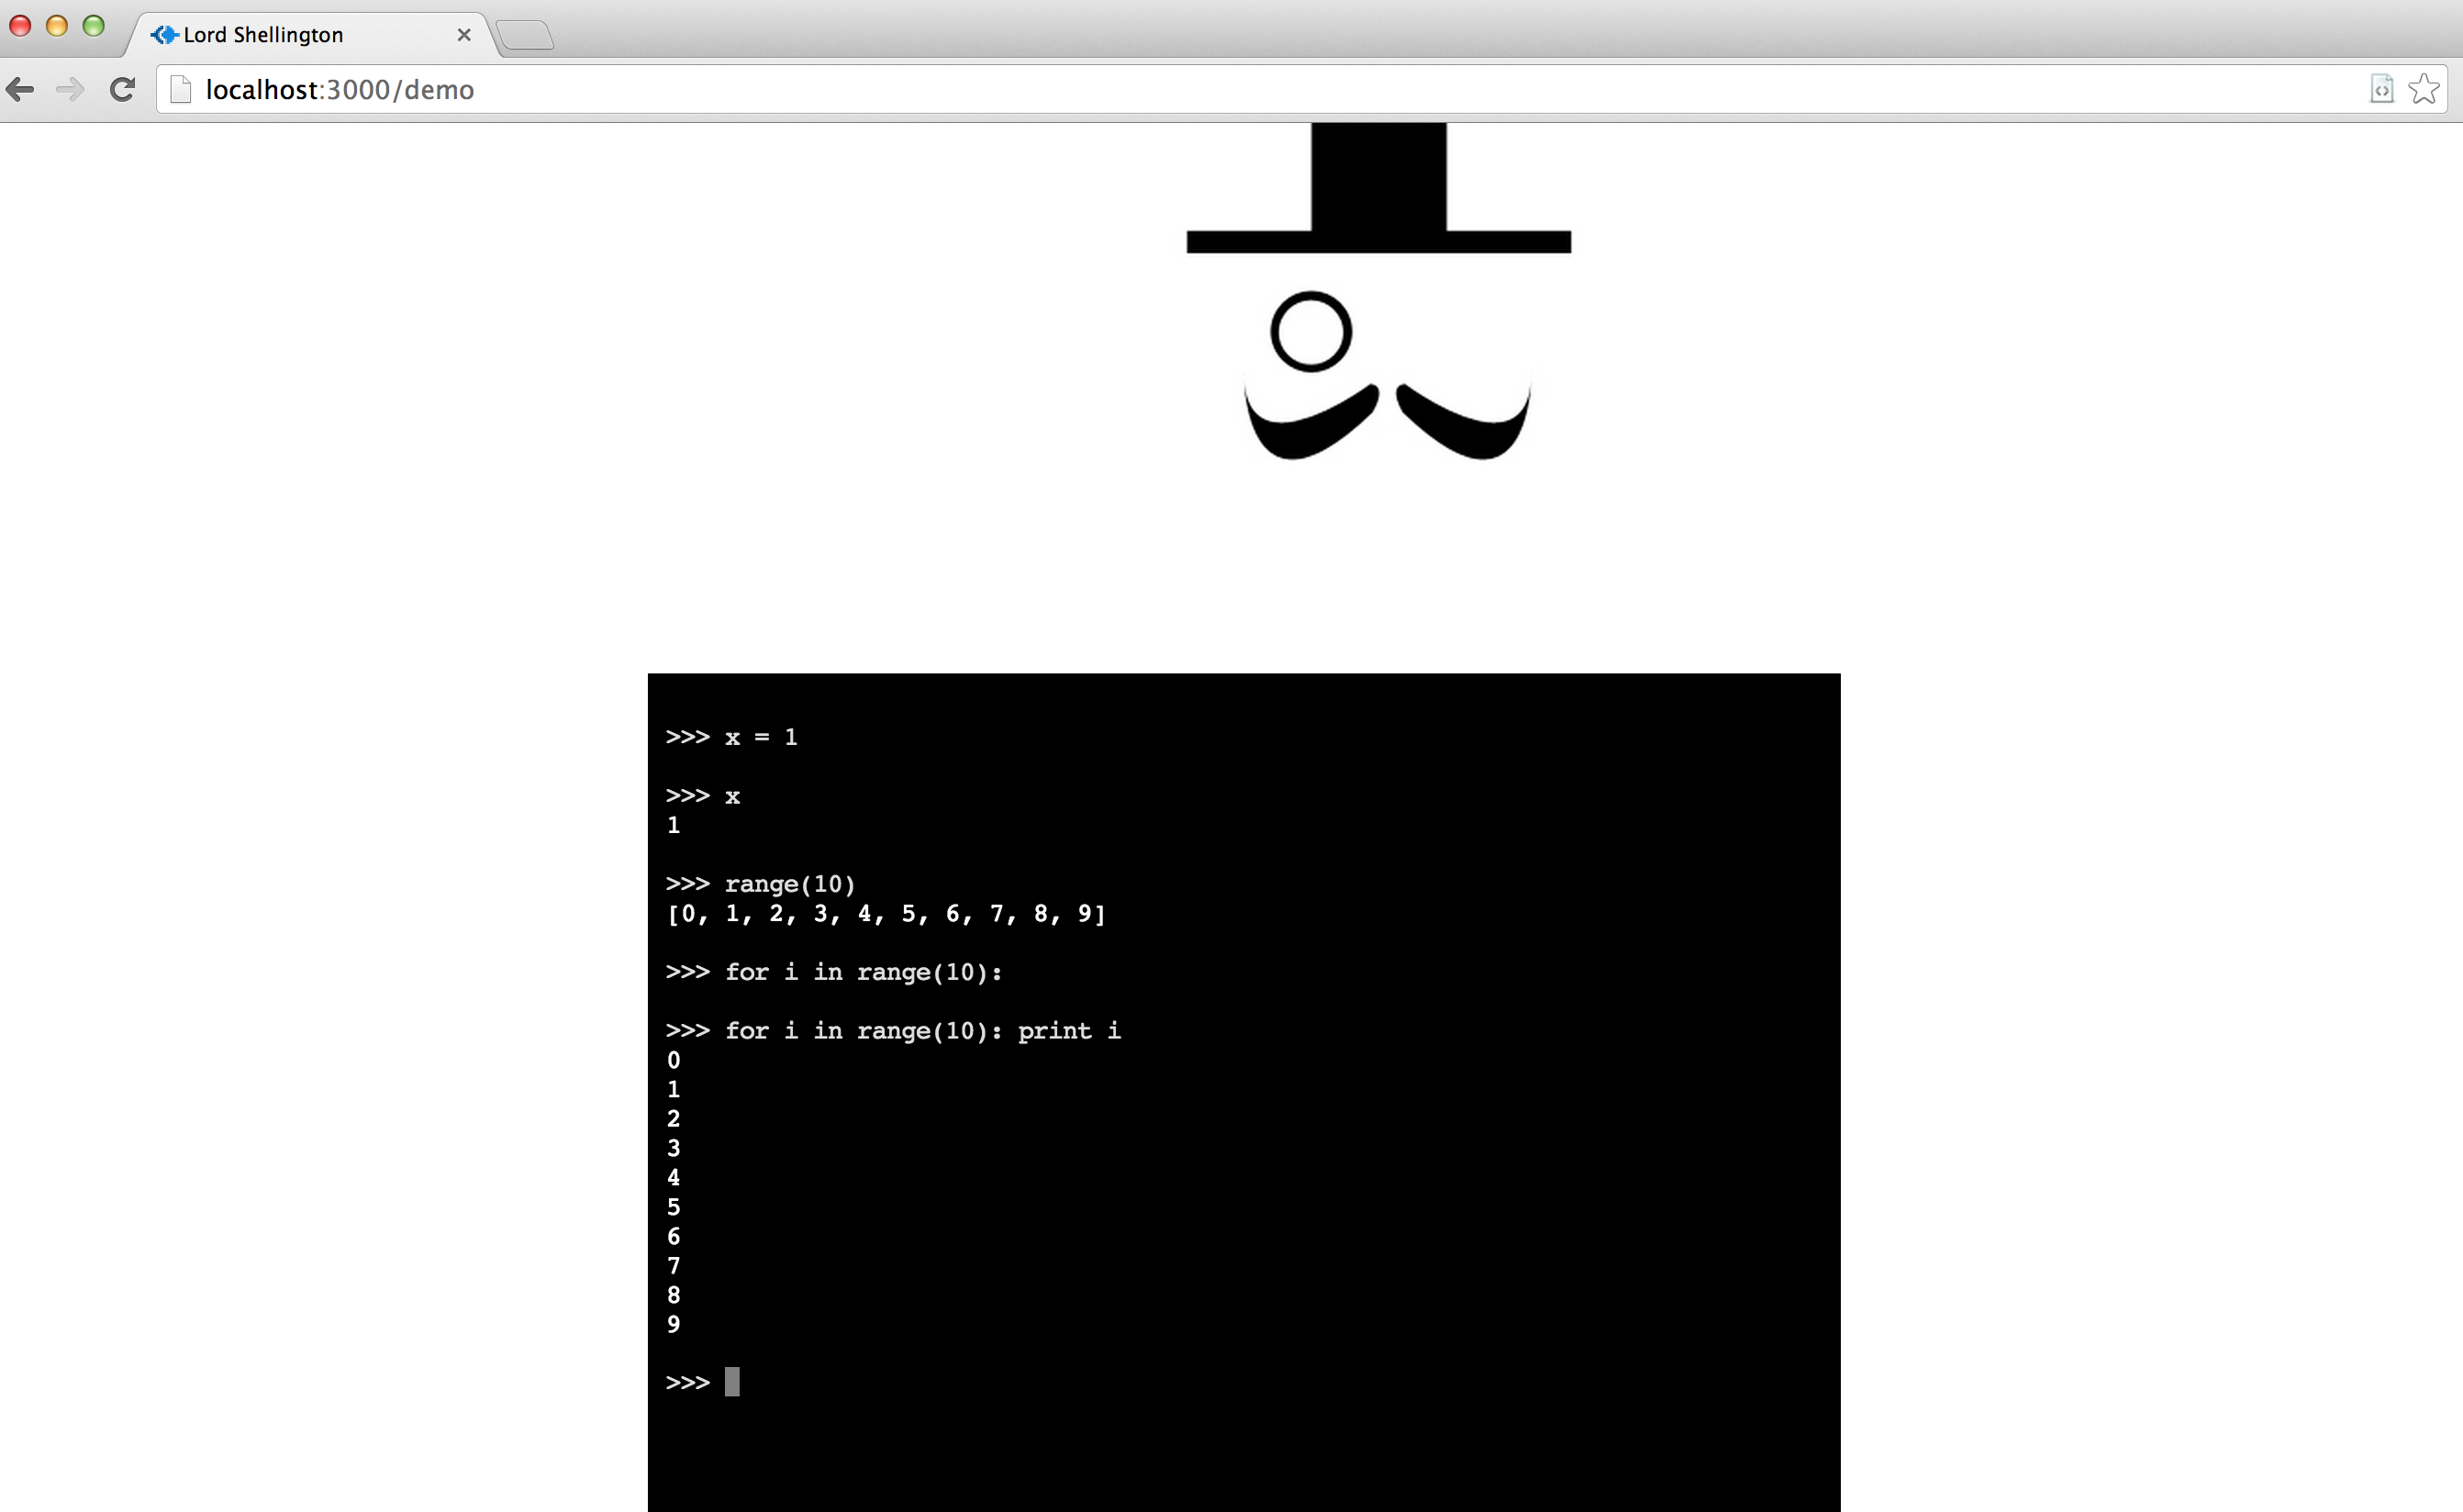 Lord Shellington
localhost:3000/demo
>>> x = 1
>>> x
1
>>> range(10)
[0, 1, 2, 3, 4, 5, 6, 7, 8, 9]
>>> for i in range(10):
>>> for i in range(10): print i
0
1
2
3
4
5
6
7
8
9
>>>